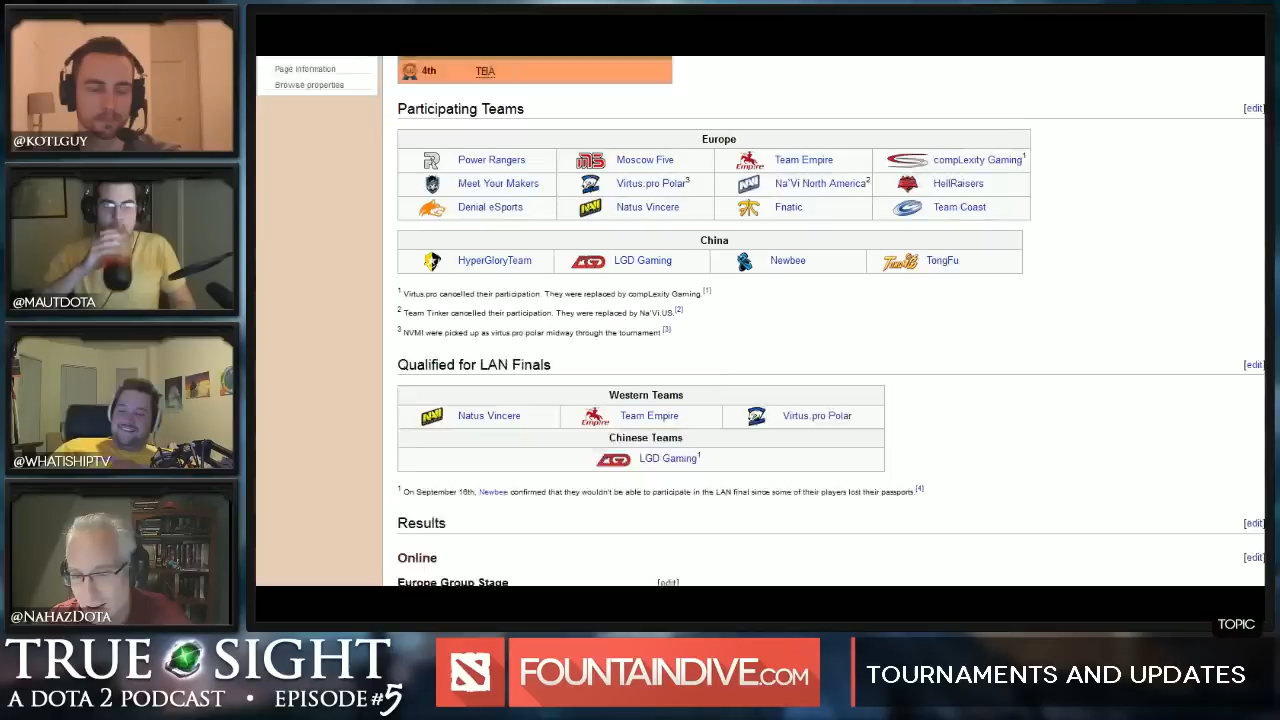 @KOTLGUY
@MAUTDOTA
@WHATISHIPTV
@NAHAZDOTA
Page information
Browse properties
4th TEIA
Participating Teams [edit]
Europe
Power Rangers Moscow Five Team Empire compLexity Gaming1
Meet Your Makers Virtus.pro Polar3 Na`Vi North America2 HellRaisers
Denial eSports Natus Vincere Fnatic Team Coast
China
HyperGloryTeam LGD Gaming Newbee TongFu
1 Virtus.pro cancelled their participation. They were replaced by compLexity Gaming.[1]
2 Team Tinker cancelled their participation. They were replaced by Na`Vi.US.[2]
3 NVMI were picked up as virtus.pro polar midway through the tournament [3]
Qualified for LAN Finals [edit]
Western Teams
Natus Vincere Team Empire Virtus.pro Polar
Chinese Teams
LGD Gaming1
1 On September 16th, Newbee confirmed that they wouldn't be able to participate in the LAN final since some of their players lost their passports.[4]
Results [edit]
Online [edit]
Europe Group Stage [edit]
TOPIC
TRUE SIGHT
A DOTA 2 PODCAST • EPISODE #5
FOUNTAINDIVE.COM
TOURNAMENTS AND UPDATES